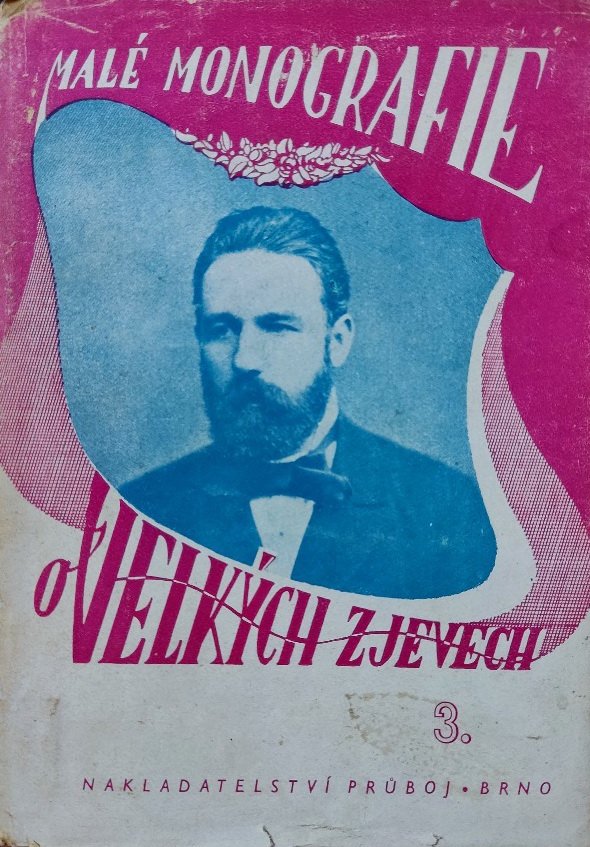 MALÉ MONOGRAFIE
O VELKÝCH ZJEVECH
3.
NAKLADATELSTVÍ PRŮBOJ • BRNO